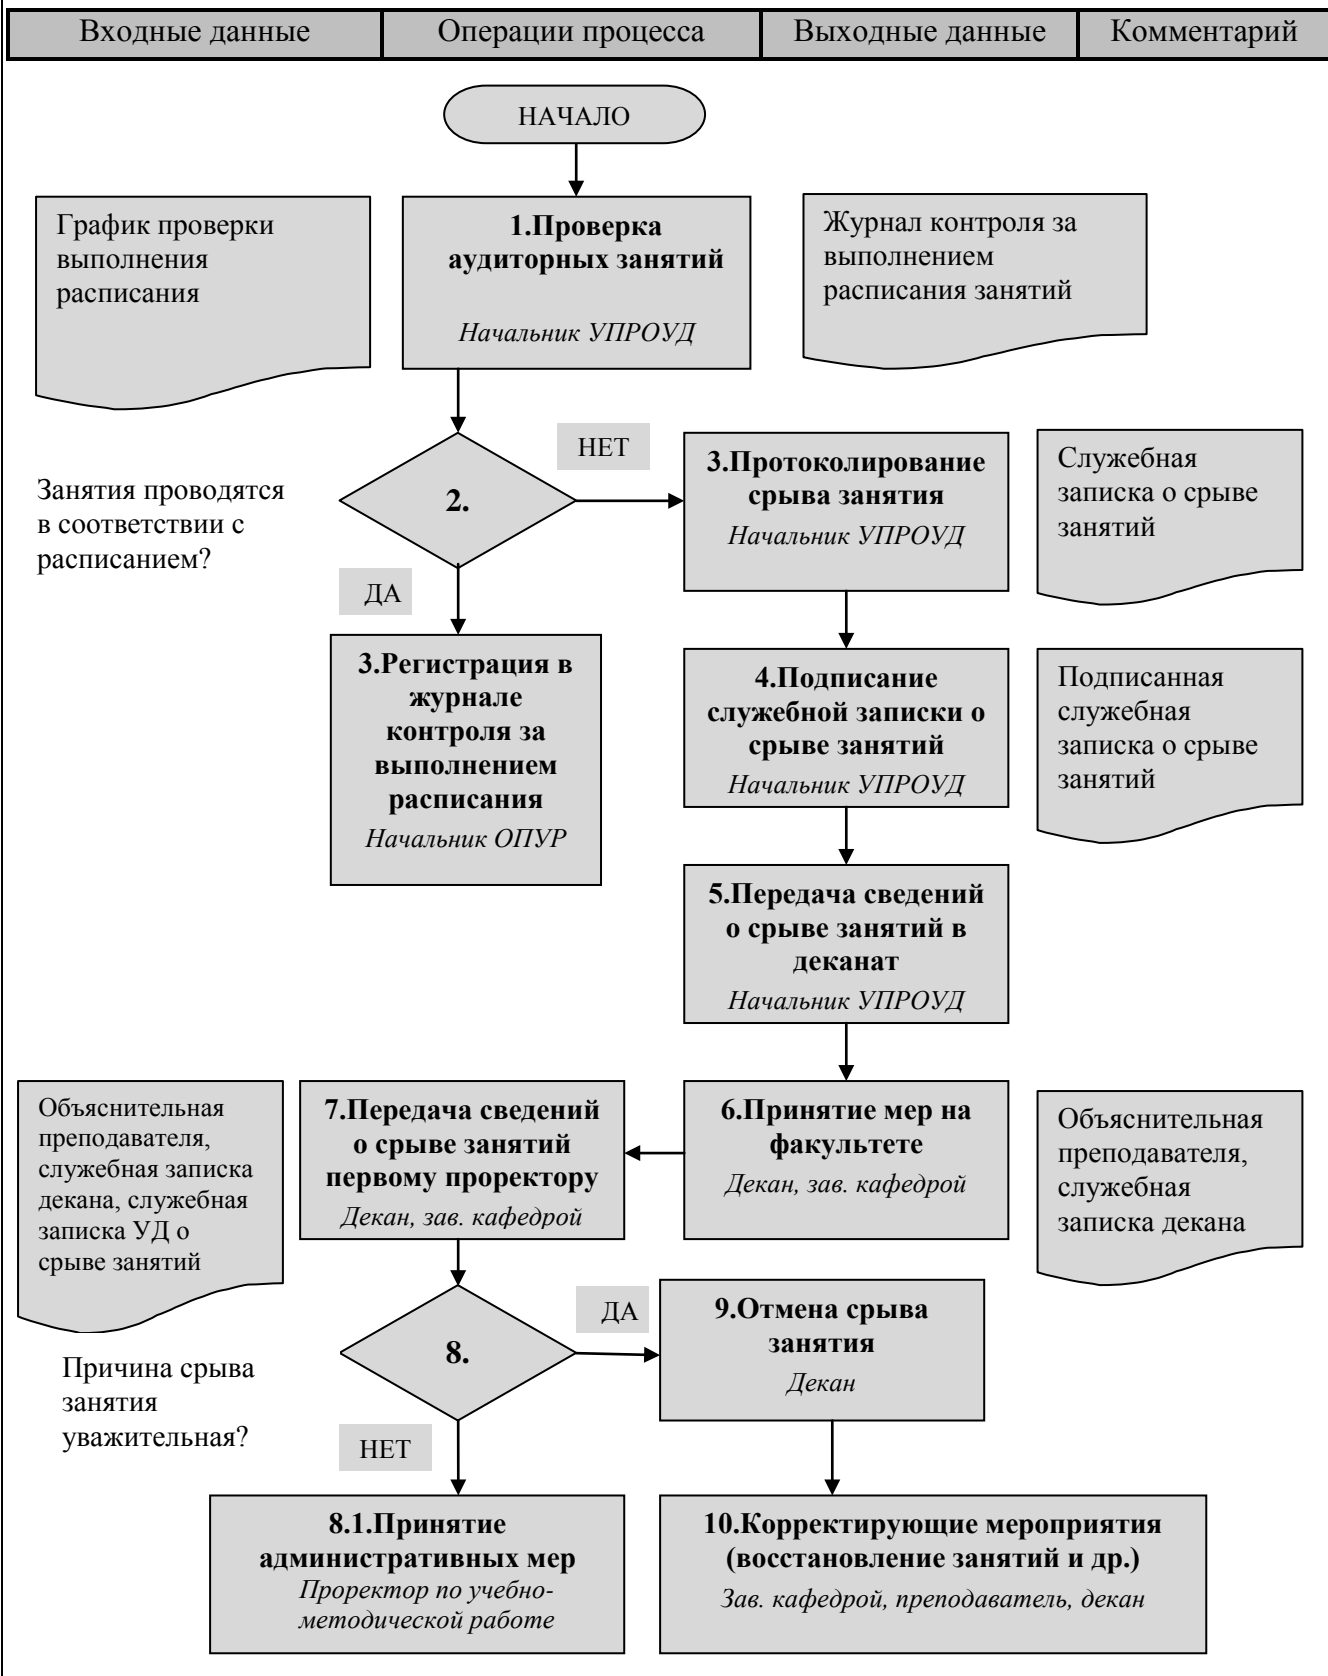 Входные данные
Операции процесса
Выходные данные
Комментарий
НАЧАЛО
График проверки
выполнения
расписания
1.Проверка
аудиторных занятий
Начальник УПРОУД
Журнал контроля за
выполнением
расписания занятий
Занятия проводятся
в соответствии с
расписанием?
2.
НЕТ
3.Протоколирование
срыва занятия
Начальник УПРОУД
Служебная
записка о срыве
занятий
ДА
3.Регистрация в
журнале
контроля за
выполнением
расписания
Начальник ОПУР
4.Подписание
служебной записки о
срыве занятий
Начальник УПРОУД
Подписанная
служебная
записка о срыве
занятий
5.Передача сведений
о срыве занятий в
деканат
Начальник УПРОУД
Объяснительная
преподавателя,
служебная записка
декана, служебная
записка УД о
срыве занятий
7.Передача сведений
о срыве занятий
первому проректору
Декан, зав. кафедрой
6.Принятие мер на
факультете
Декан, зав. кафедрой
Объяснительная
преподавателя,
служебная
записка декана
Причина срыва
занятия
уважительная?
8.
ДА
9.Отмена срыва
занятия
Декан
НЕТ
8.1.Принятие
административных мер
Проректор по учебно-
методической работе
10.Корректирующие мероприятия
(восстановление занятий и др.)
Зав. кафедрой, преподаватель, декан